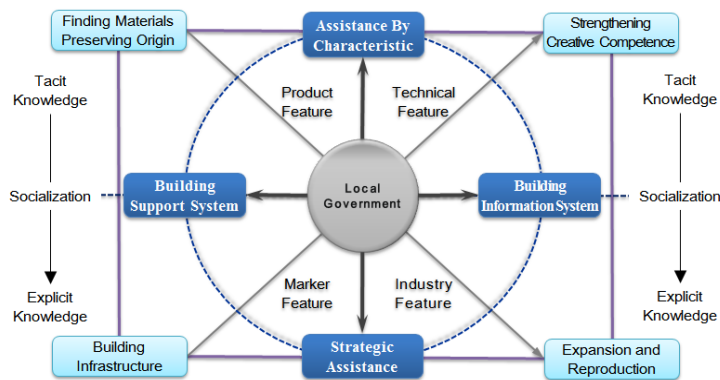 Finding Materials
Preserving Origin
Assistance By
Characteristic
Strengthening
Creative Competence
Tacit
Knowledge
Product
Feature
Technical
Feature
Tacit
Knowledge
Socialization
Building
Support System
Local
Government
Building
Information System
Socialization
Explicit
Knowledge
Marker
Feature
Industry
Feature
Explicit
Knowledge
Building
Infrastructure
Strategic
Assistance
Expansion and
Reproduction